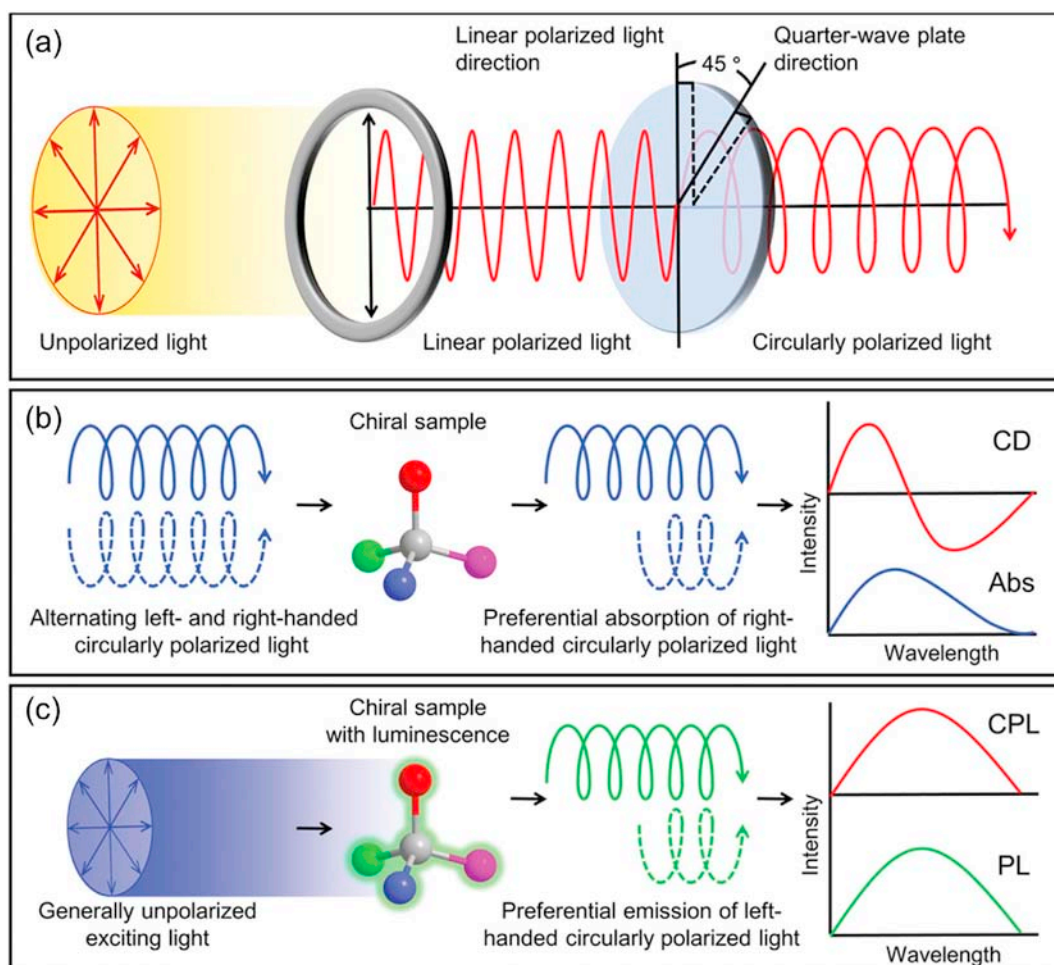 (a)
Linear polarized light
direction
45 °
Quarter-wave plate
direction
Unpolarized light
Linear polarized light
Circularly polarized light
(b)
Chiral sample
CD
Abs
Intensity
Wavelength
Alternating left- and right-handed
circularly polarized light
Preferential absorption of right-
handed circularly polarized light
(c)
Chiral sample
with luminescence
CPL
PL
Intensity
Wavelength
Generally unpolarized
exciting light
Preferential emission of left-
handed circularly polarized light